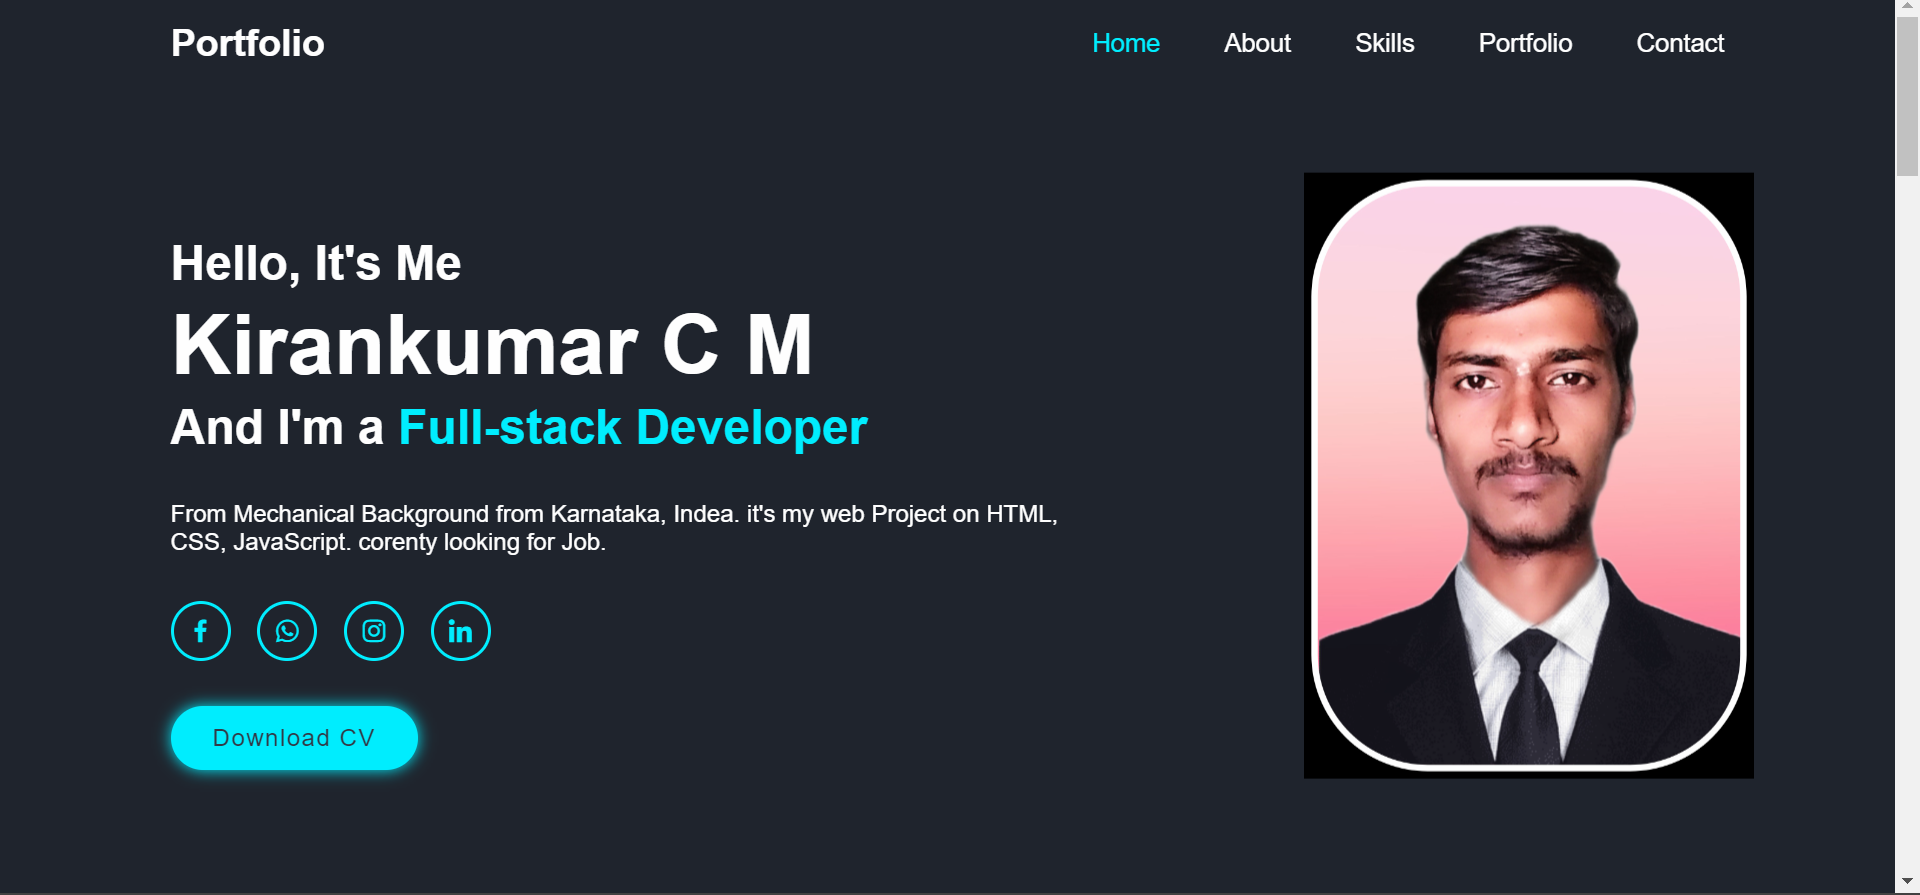 Portfolio
Home About Skills Portfolio Contact
Hello, It's Me
Kirankumar C M
And I'm a Full-stack Developer
From Mechanical Background from Karnataka, Indea. it's my web Project on HTML,
CSS, JavaScript. corenty looking for Job.
Download CV